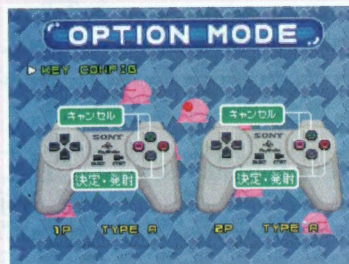 OPTION MODE
KEY CONFIG
キャンセル キャンセル
SONY SONY
決定・発射 決定・発射
1P TYPE A 2P TYPE A